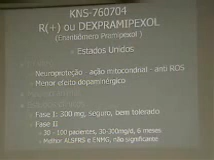 KNS-760704
R(+) ou DEXPRAMIPEXOL
(Enantiômero Pramipexol)
Estados Unidos
Neuroproteção - ação mitocondrial - anti ROS
Menor efeito dopaminérgico
Fase I: 300 mg, seguro, bem tolerado
Fase II
30 - 100 pacientes, 30-300mg/d, 6 meses
Melhor ALSFRS e ENMG, não significante